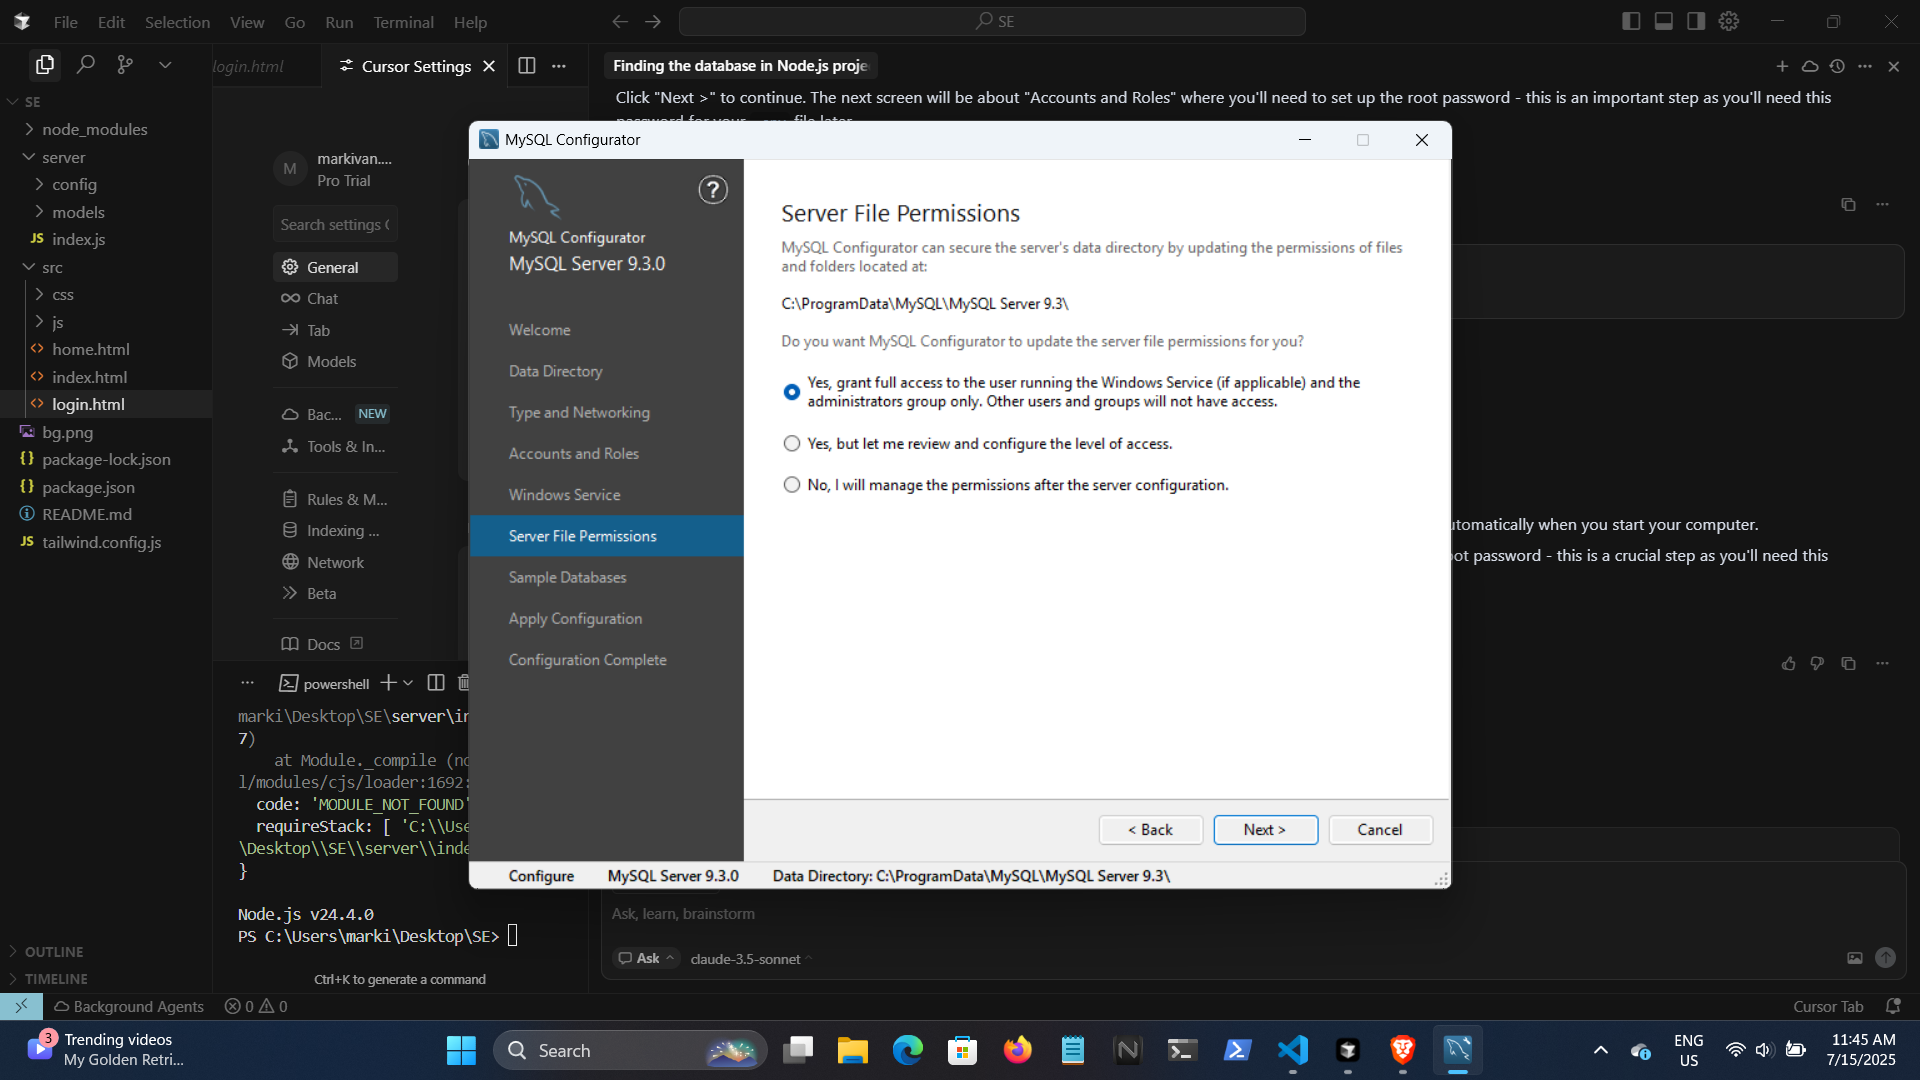 File Edit Selection View Go Run Terminal Help
SE
login.html
Cursor Settings
Finding the database in Node.js proje
Click "Next >" to continue. The next screen will be about "Accounts and Roles" where you'll need to set up the root password - this is an important step as you'll need this
SE
node_modules
server
config
models
JS index.js
src
css
js
home.html
index.html
login.html
bg.png
{} package-lock.json
{} package.json
README.md
JS tailwind.config.js
OUTLINE
TIMELINE
M
markivan....
Pro Trial
Search settings
General
Chat
Tab
Models
Bac... NEW
Tools & In...
Rules & M...
Indexing ...
Network
Beta
Docs
MySQL Configurator
?
MySQL Configurator
MySQL Server 9.3.0
Welcome
Data Directory
Type and Networking
Accounts and Roles
Windows Service
Server File Permissions
Sample Databases
Apply Configuration
Configuration Complete
Server File Permissions
MySQL Configurator can secure the server's data directory by updating the permissions of files
and folders located at:
C:\ProgramData\MySQL\MySQL Server 9.3\
Do you want MySQL Configurator to update the server file permissions for you?
Yes, grant full access to the user running the Windows Service (if applicable) and the
administrators group only. Other users and groups will not have access.
Yes, but let me review and configure the level of access.
No, I will manage the permissions after the server configuration.
< Back
Next >
Cancel
Configure MySQL Server 9.3.0 Data Directory: C:\ProgramData\MySQL\MySQL Server 9.3\
utomatically when you start your computer.
ot password - this is a crucial step as you'll need this
powershell
marki\Desktop\SE\server\in
7)
at Module._compile (no
l/modules/cjs/loader:1692:
code: 'MODULE_NOT_FOUND'
requireStack: [ 'C:\\Use
\Desktop\\SE\\server\\inde
}
Node.js v24.4.0
PS C:\Users\marki\Desktop\SE>
Ctrl+K to generate a command
Ask, learn, brainstorm
Ask claude-3.5-sonnet
Background Agents 0 0
Cursor Tab
3
Trending videos
My Golden Retri...
Search
ENG
US
11:45 AM
7/15/2025